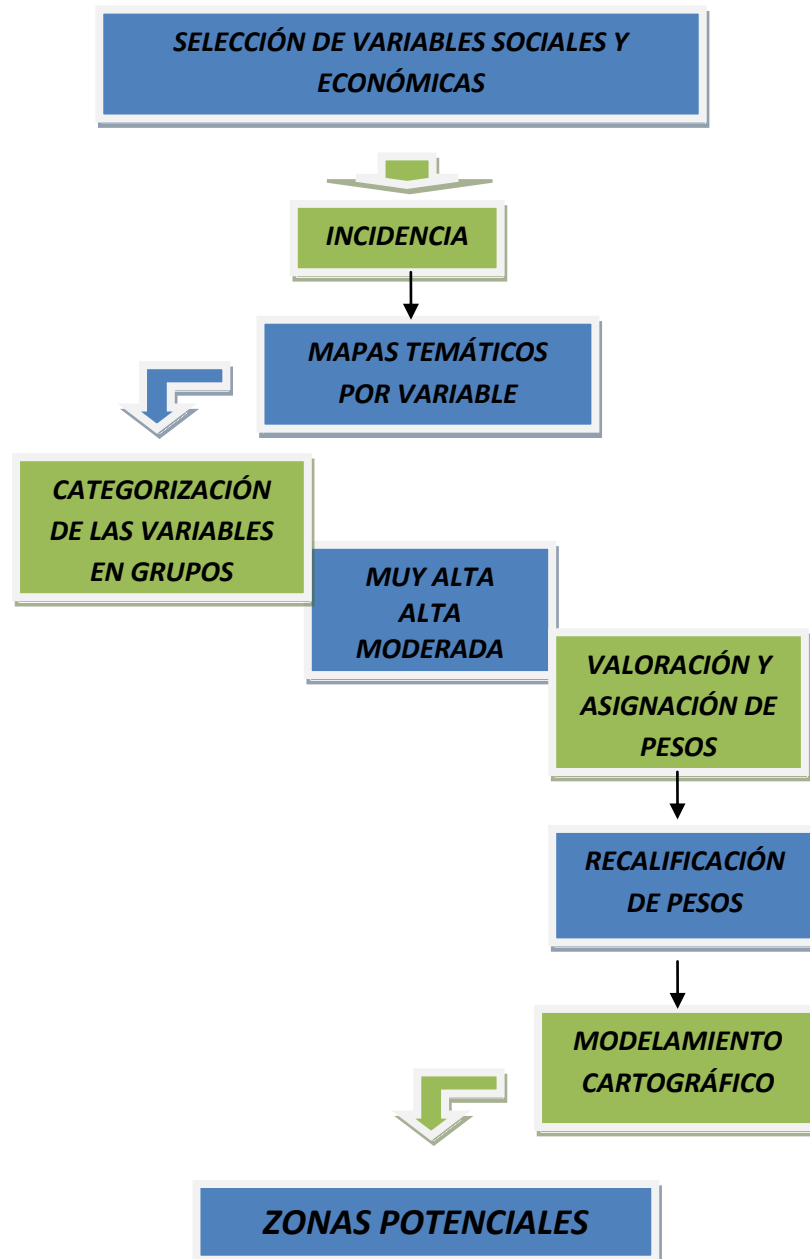 SELECCIÓN DE VARIABLES SOCIALES Y
ECONÓMICAS
INCIDENCIA
MAPAS TEMÁTICOS
POR VARIABLE
CATEGORIZACIÓN
DE LAS VARIABLES
EN GRUPOS
MUY ALTA
ALTA
MODERADA
VALORACIÓN Y
ASIGNACIÓN DE
PESOS
RECALIFICACIÓN
DE PESOS
MODELAMIENTO
CARTOGRÁFICO
ZONAS POTENCIALES